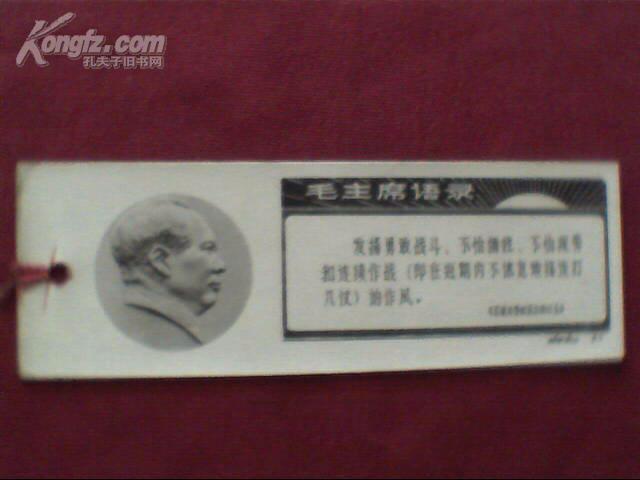 Kongfz.com
孔夫子旧书网
毛主席语录
发扬勇敢战斗、不怕牺牲、不怕疲劳
和连续作战（即在短期内不休息地接连打
几仗）的作风。